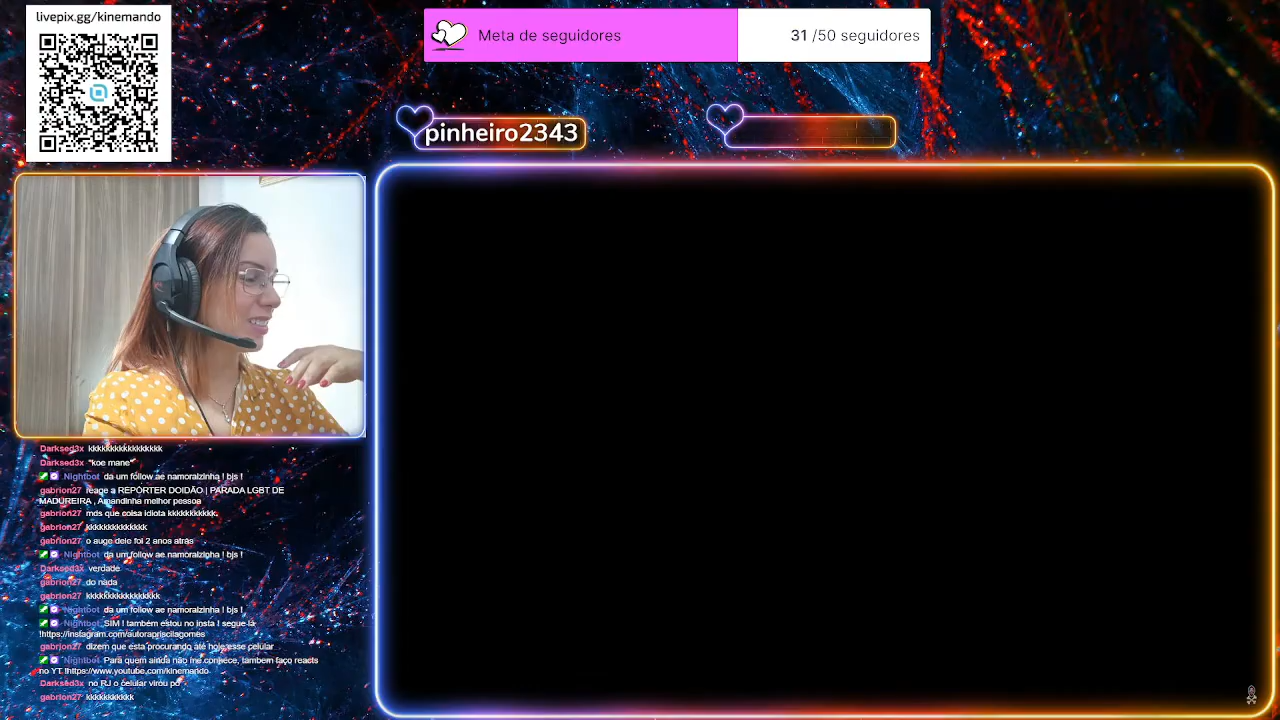 livepix.gg/kinemando
Meta de seguidores
31 /50 seguidores
pinheiro2343
Darksed3x kkkkkkkkkkkkkkkkk
Darksed3x "koe mane"
Nightbot da um follow ae namoralzinha ! bjs !
gabrion27 reage a REPÓRTER DOIDÃO | PARADA LGBT DE
MADUREIRA , Amandinha melhor pessoa
gabrion27 mds que coisa idiota kkkkkkkkkkk.
gabrion27 kkkkkkkkkkkkkk
gabrion27 o auge dele foi 2 anos atrás
Nightbot da um follow ae namoralzinha ! bjs !
Darksed3x verdade
gabrion27 do nada
gabrion27 kkkkkkkkkkkkkkkkk
Nightbot da um follow ae namoralzinha ! bjs !
Nightbot SIM ! também estou no insta ! segue lá
!https://instagram.com/autorapriscilagomes
gabrion27 dizem que esta procurando até hoje esse celular
Nightbot Para quem ainda não me conhece, também faço reacts
no YT !https://www.youtube.com/kinemando
Darksed3x no RJ o celular virou pó
gabrion27 kkkkkkkkkkk